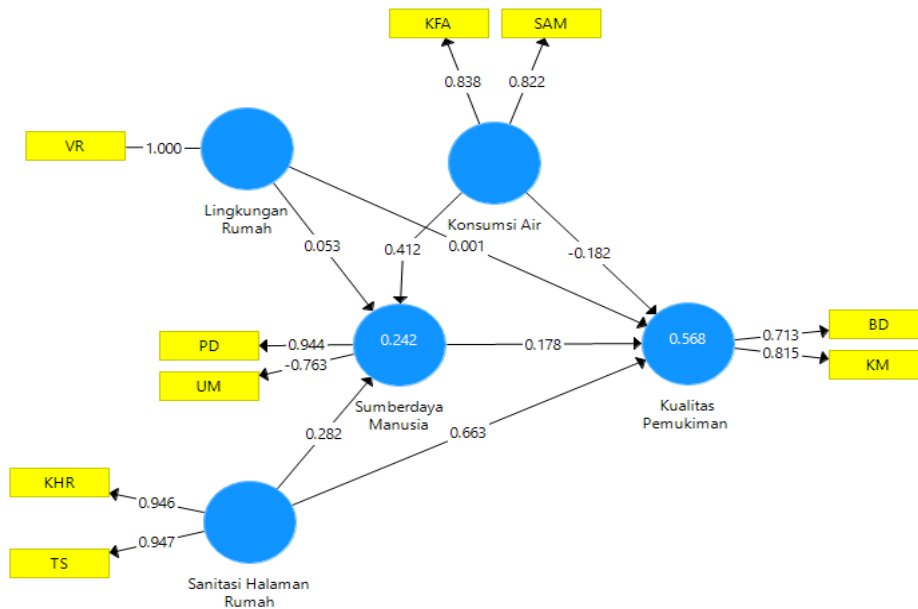 KFA
SAM
0.838
0.822
VR
1.000
Lingkungan
Rumah
Konsumsi Air
0.053
0.412
0.001
-0.182
PD
0.944
UM
-0.763
0.242
Sumberdaya
Manusia
0.178
0.568
Kualitas
Pemukiman
0.713
BD
0.815
KM
0.282
0.663
KHR
0.946
TS
0.947
Sanitasi Halaman
Rumah